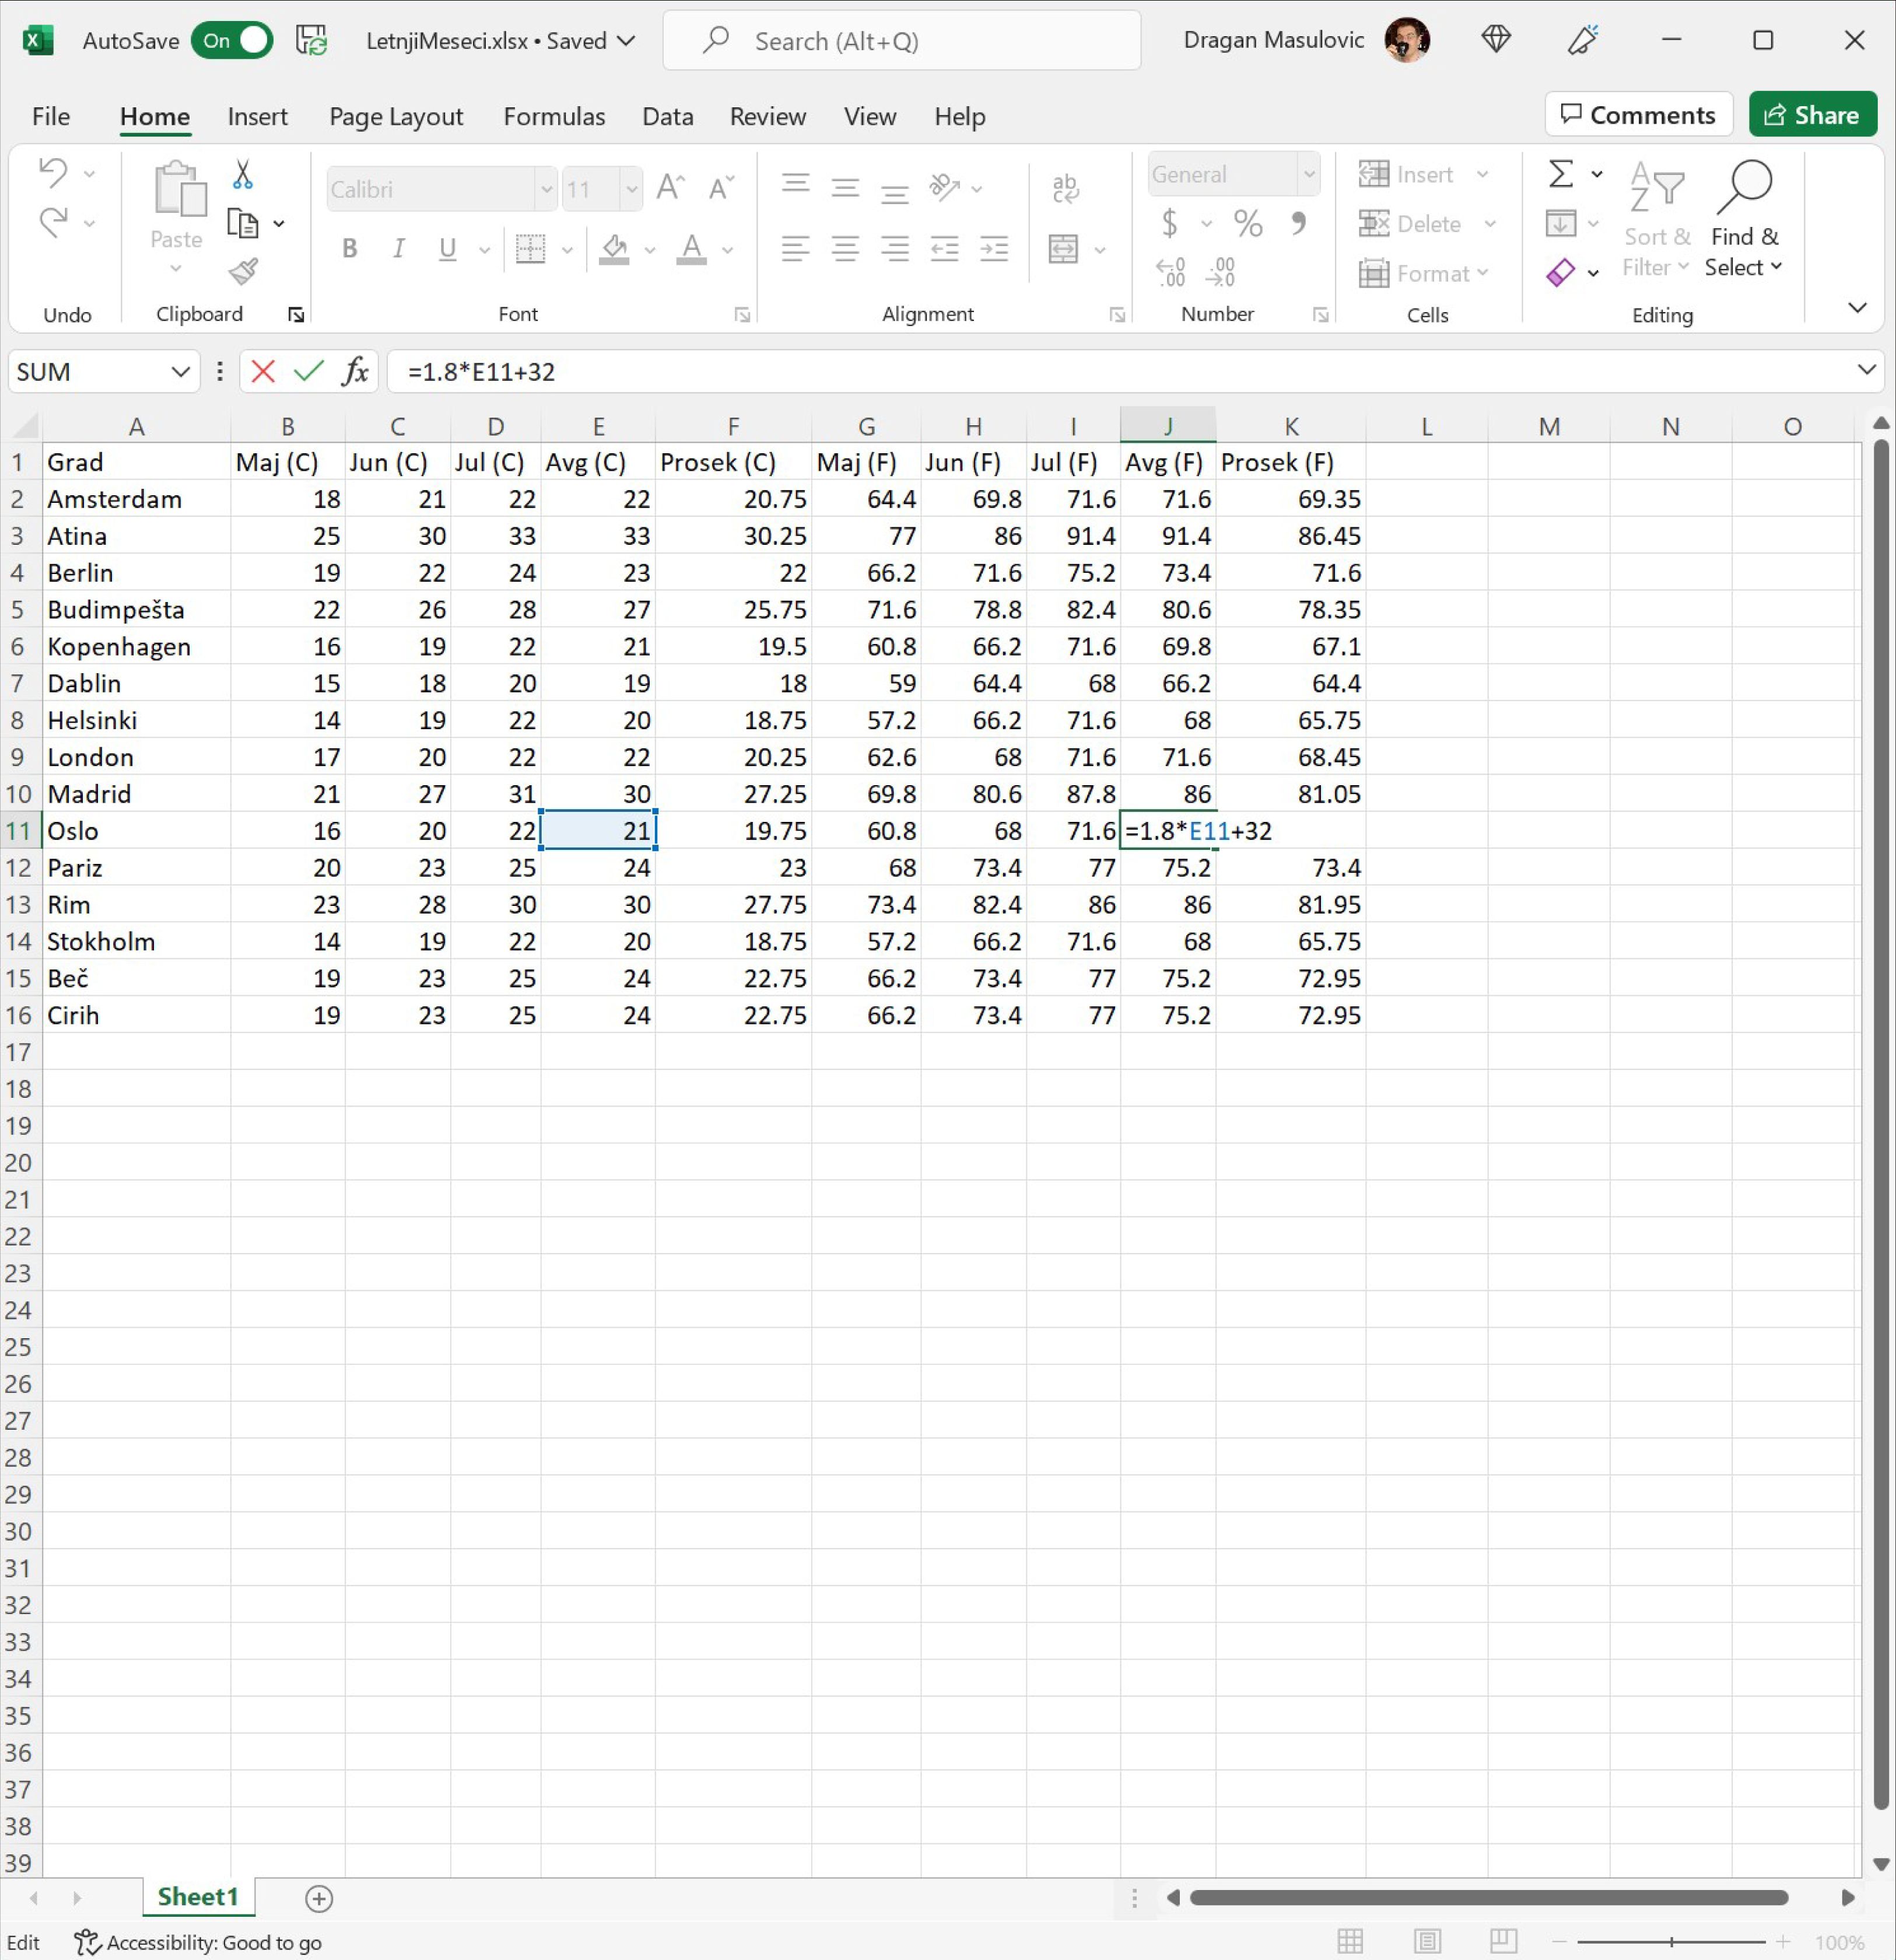 AutoSave On LetnjiMeseci.xlsx • Saved Search (Alt+Q) Dragan Masulovic
File Home Insert Page Layout Formulas Data Review View Help Comments Share
Calibri 11 General Insert
Paste $ % Delete Sort & Filter Find & Select
B I U A Format
Undo Clipboard Font Alignment Number Cells Editing
SUM fx =1.8*E11+32
A B C D E F G H I J K L M N O
1 Grad Maj (C) Jun (C) Jul (C) Avg (C) Prosek (C) Maj (F) Jun (F) Jul (F) Avg (F) Prosek (F)
2 Amsterdam 18 21 22 22 20.75 64.4 69.8 71.6 71.6 69.35
3 Atina 25 30 33 33 30.25 77 86 91.4 91.4 86.45
4 Berlin 19 22 24 23 22 66.2 71.6 75.2 73.4 71.6
5 Budimpešta 22 26 28 27 25.75 71.6 78.8 82.4 80.6 78.35
6 Kopenhagen 16 19 22 21 19.5 60.8 66.2 71.6 69.8 67.1
7 Dablin 15 18 20 19 18 59 64.4 68 66.2 64.4
8 Helsinki 14 19 22 20 18.75 57.2 66.2 71.6 68 65.75
9 London 17 20 22 22 20.25 62.6 68 71.6 71.6 68.45
10 Madrid 21 27 31 30 27.25 69.8 80.6 87.8 86 81.05
11 Oslo 16 20 22 21 19.75 60.8 68 71.6 =1.8*E11+32
12 Pariz 20 23 25 24 23 68 73.4 77 75.2 73.4
13 Rim 23 28 30 30 27.75 73.4 82.4 86 86 81.95
14 Stokholm 14 19 22 20 18.75 57.2 66.2 71.6 68 65.75
15 Beč 19 23 25 24 22.75 66.2 73.4 77 75.2 72.95
16 Cirih 19 23 25 24 22.75 66.2 73.4 77 75.2 72.95
17
18
19
20
21
22
23
24
25
26
27
28
29
30
31
32
33
34
35
36
37
38
39
Sheet1
Edit Accessibility: Good to go 100%